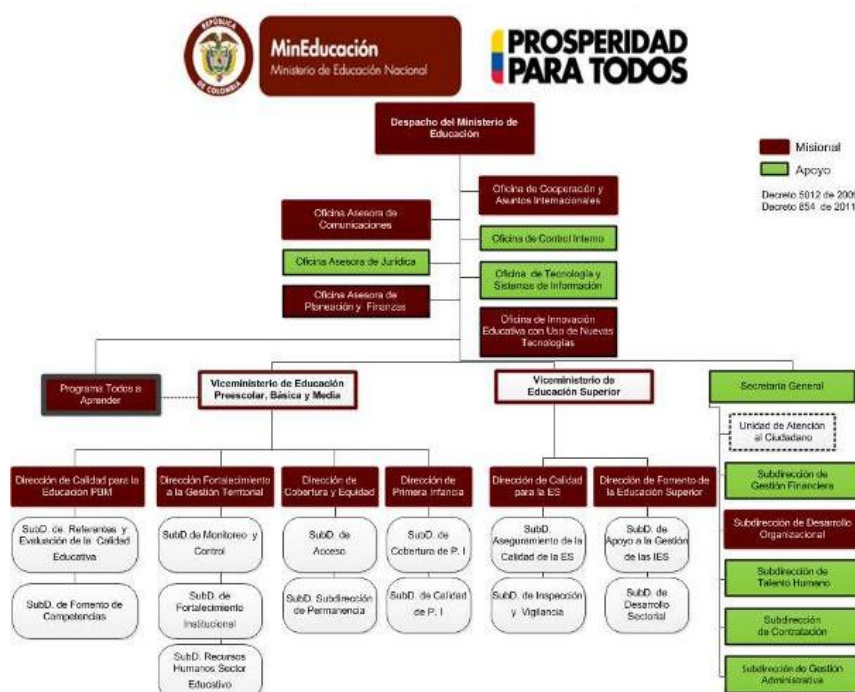 REPÚBLICA
DE COLOMBIA
MinEducación
Ministerio de Educación Nacional
PROSPERIDAD
PARA TODOS
Despacho del Ministerio de
Educación
Misional
Apoyo
Decreto 5012 de 2009
Decreto 854 de 2011
Oficina de Cooperación y
Asuntos Internacionales
Oficina Asesora de
Comunicaciones
Oficina de Control Interno
Oficina Asesora de Jurídica
Oficina de Tecnología y
Sistemas de Información
Oficina Asesora de
Planeación y Finanzas
Oficina de Innovación
Educativa con Uso de Nuevas
Tecnologías
Programa Todos a
Aprender
Viceministerio de Educación
Preescolar, Básica y Media
Viceministerio de
Educación Superior
Secretaria General
Unidad de Atención
al Ciudadano
Dirección de Calidad para la
Educación PBM
Dirección Fortalecimiento
a la Gestión Territorial
Dirección de
Cobertura y Equidad
Dirección de
Primera Infancia
Dirección de Calidad
para la ES
Dirección de Fomento de
la Educación Superior
Subdirección de
Gestión Financiera
SubD. de Referentes y
Evaluación de la Calidad
Educativa
SubD. de Monitoreo y
Control
SubD. de
Acceso
SubD. de
Cobertura de P. I
SubD.
Aseguramiento de la
Calidad de la ES
SubD. de
Apoyo a la Gestión
de las IES
Subdirección de Desarrollo
Organizacional
SubD. de Fomento de
Competencias
SubD. de
Fortalecimiento
Institucional
SubD. Subdirección
de Permanencia
SubD. de Calidad
de P. I
SubD. de Inspección
y Vigilancia
SubD. de
Desarrollo
Sectorial
Subdirección de
Talento Humano
Subdirección
de Contratación
SubD. Recursos
Humanos Sector
Educativo
Subdirección de Gestión
Administrativa